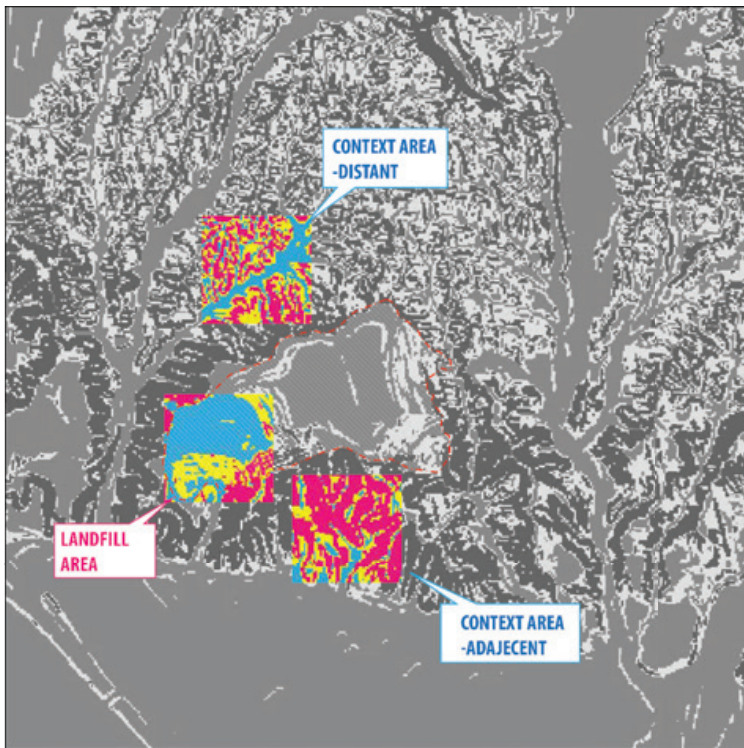 CONTEXT AREA
-DISTANT
LANDFILL
AREA
CONTEXT AREA
-ADAJECENT